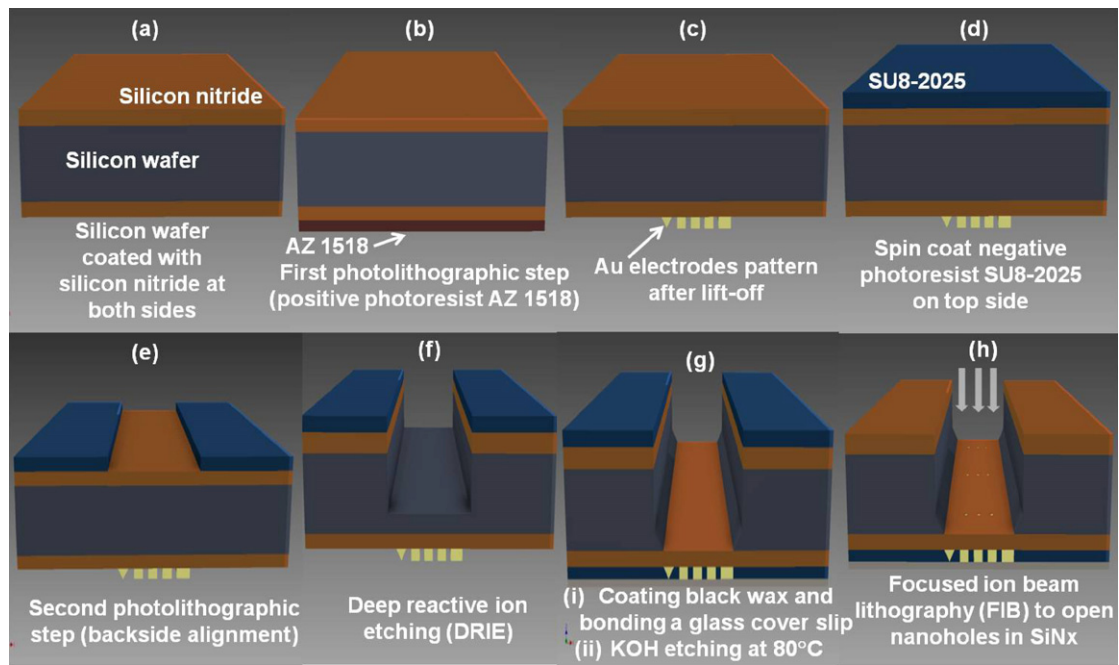 (a)
Silicon nitride
Silicon wafer
Silicon wafer
coated with
silicon nitride at
both sides
(b)
AZ 1518
First photolithographic step
(positive photoresist AZ 1518)
(c)
Au electrodes pattern
after lift-off
(d)
SU8-2025
Spin coat negative
photoresist SU8-2025
on top side
(e)
Second photolithographic
step (backside alignment)
(f)
Deep reactive ion
etching (DRIE)
(g)
(i) Coating black wax and
bonding a glass cover slip
(ii) KOH etching at 80°C
(h)
Focused ion beam
lithography (FIB) to open
nanoholes in SiNx